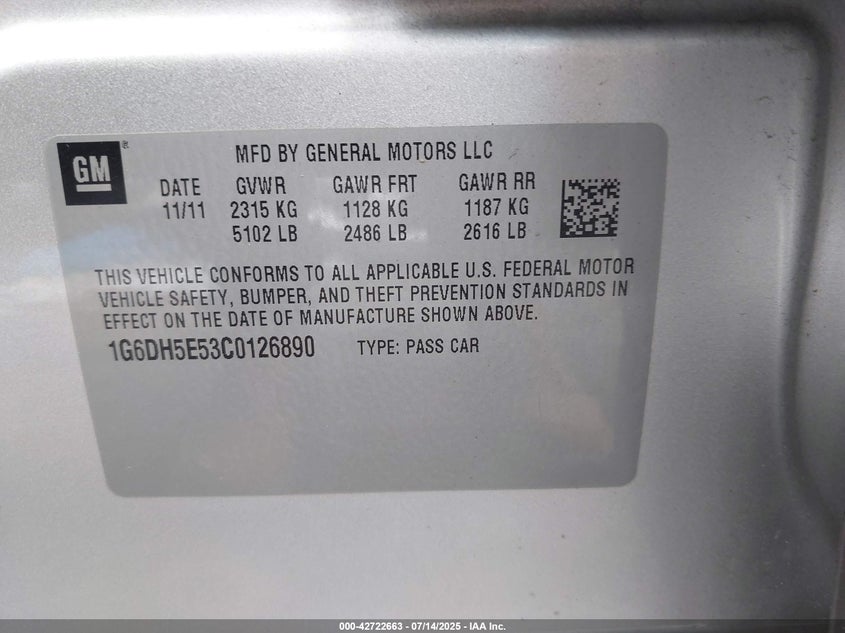 GM
®
MFD BY GENERAL MOTORS LLC
DATE GVWR GAWR FRT GAWR RR
11/11 2315 KG 1128 KG 1187 KG
5102 LB 2486 LB 2616 LB
THIS VEHICLE CONFORMS TO ALL APPLICABLE U.S. FEDERAL MOTOR
VEHICLE SAFETY, BUMPER, AND THEFT PREVENTION STANDARDS IN
EFFECT ON THE DATE OF MANUFACTURE SHOWN ABOVE.
1G6DH5E53C0126890 TYPE: PASS CAR
000-42722663 - 07/14/2025 - IAA Inc.